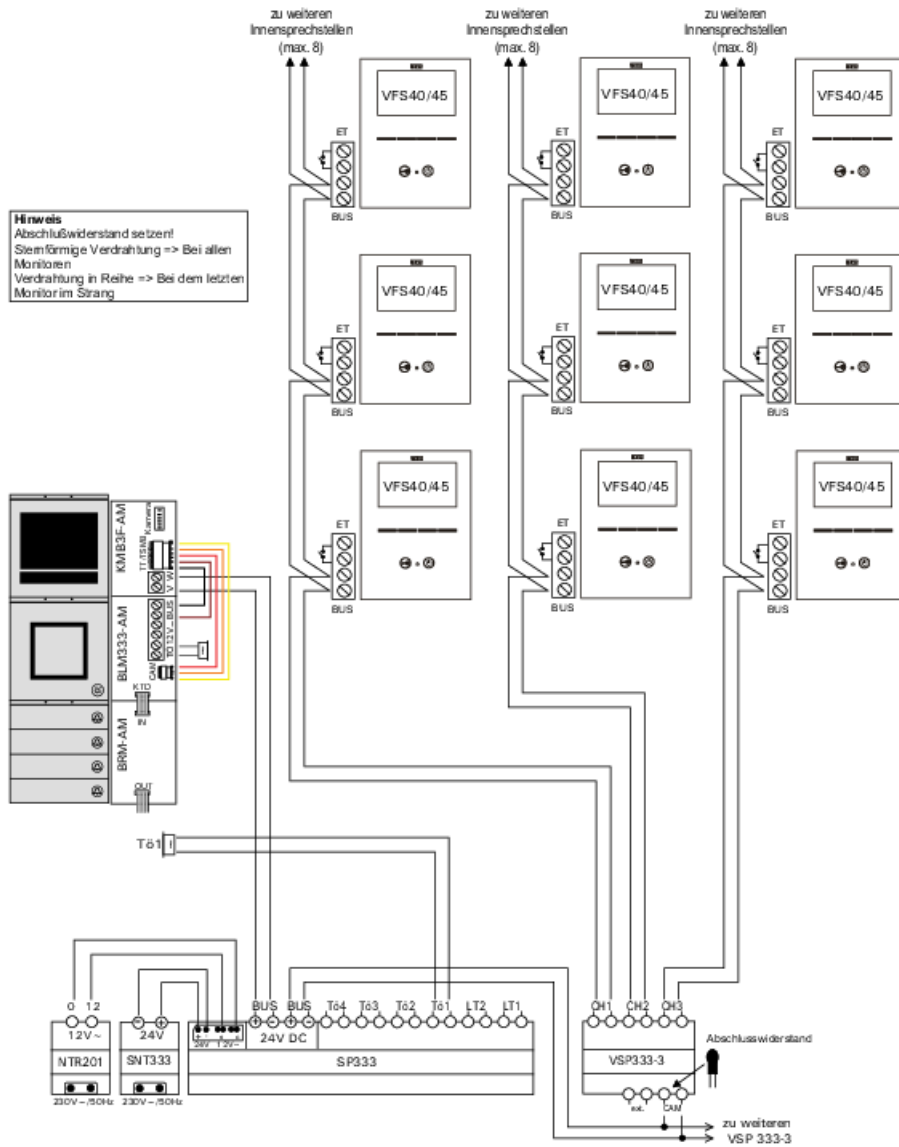 zu weiteren
Innensprechstellen
(max. 8)
zu weiteren
Innensprechstellen
(max. 8)
zu weiteren
Innensprechstellen
(max. 8)
VFS40/45
ET
BUS
VFS40/45
ET
BUS
VFS40/45
ET
BUS
Hinweis
Abschlußwiderstand setzen!
Sternförmige Verdrahtung => Bei allen
Monitoren
Verdrahtung in Reihe => Bei dem letzten
Monitor im Strang
VFS40/45
ET
BUS
VFS40/45
ET
BUS
VFS40/45
ET
BUS
VFS40/45
ET
BUS
VFS40/45
ET
BUS
VFS40/45
ET
BUS
KMB3F-AM
Kamera
V W
BLM333-AM
TÖ 12V_BUS
CAM
KTD
IN
BRM-AM
OUT
Tö1
0 12
12V~
NTR201
230V~/50Hz
- +
24V
SNT333
230V~/50Hz
BUS BUS Tö4 Tö3 Tö2 Tö1 LT2 LT1
+ - + -
24V 12V~
24V DC
SP333
CH1 CH2 CH3
VSP333-3
ext. CAM
Abschlusswiderstand
zu weiteren
VSP 333-3